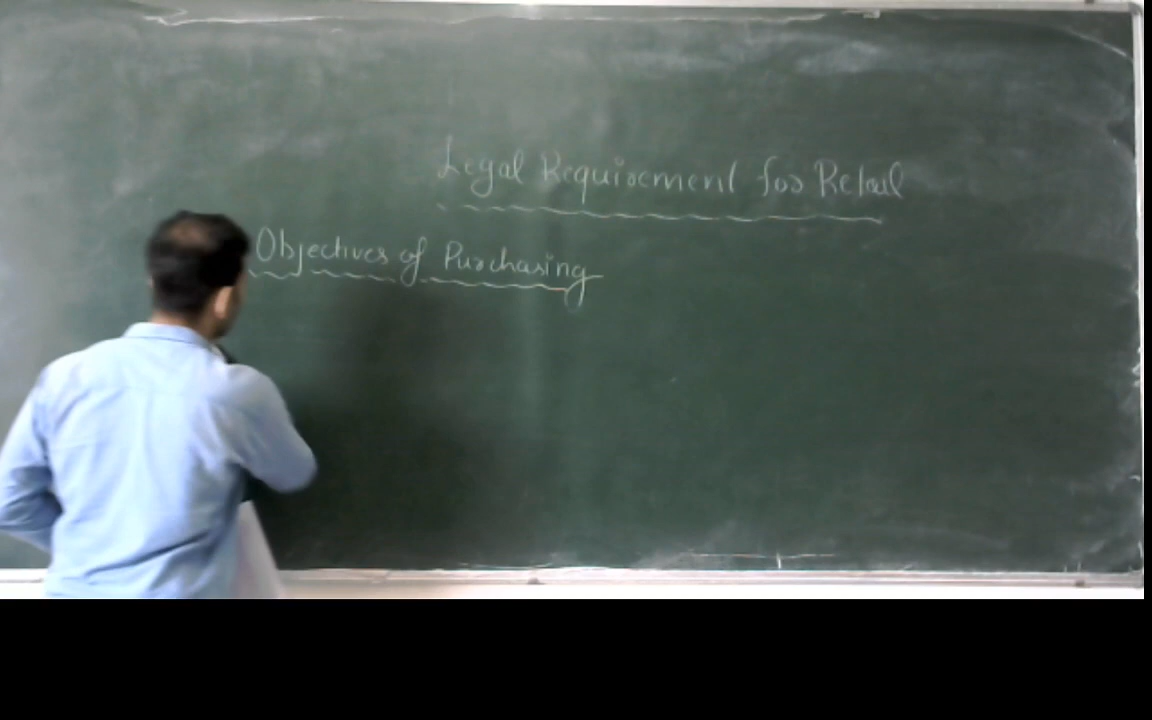 Legal Requirement for Retail
Objectives of Purchasing